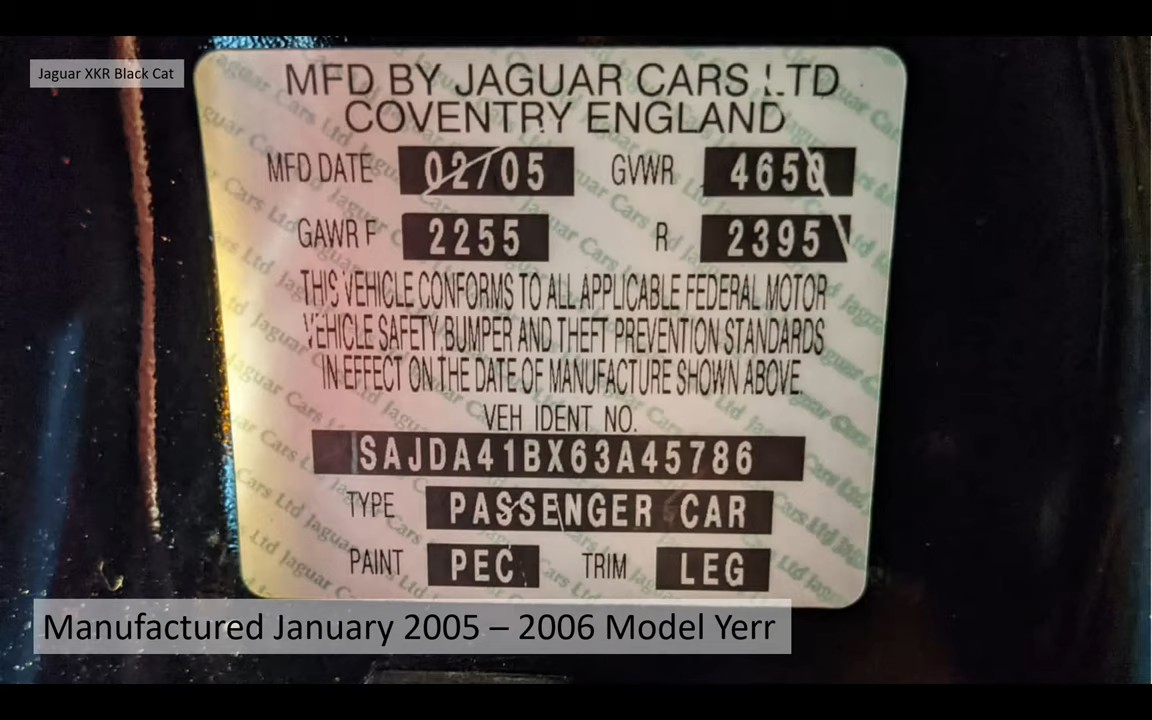 Jaguar XKR Black Cat
MFD BY JAGUAR CARS LTD
COVENTRY ENGLAND
MFD DATE 02/05 GVWR 4650
GAWR F 2255 R 2395
THIS VEHICLE CONFORMS TO ALL APPLICABLE FEDERAL MOTOR
VEHICLE SAFETY, BUMPER AND THEFT PREVENTION STANDARDS
IN EFFECT ON THE DATE OF MANUFACTURE SHOWN ABOVE.
VEH IDENT NO.
SAJDA41BX63A45786
TYPE PASSENGER CAR
PAINT PEC TRIM LEG
Manufactured January 2005 – 2006 Model Yerr